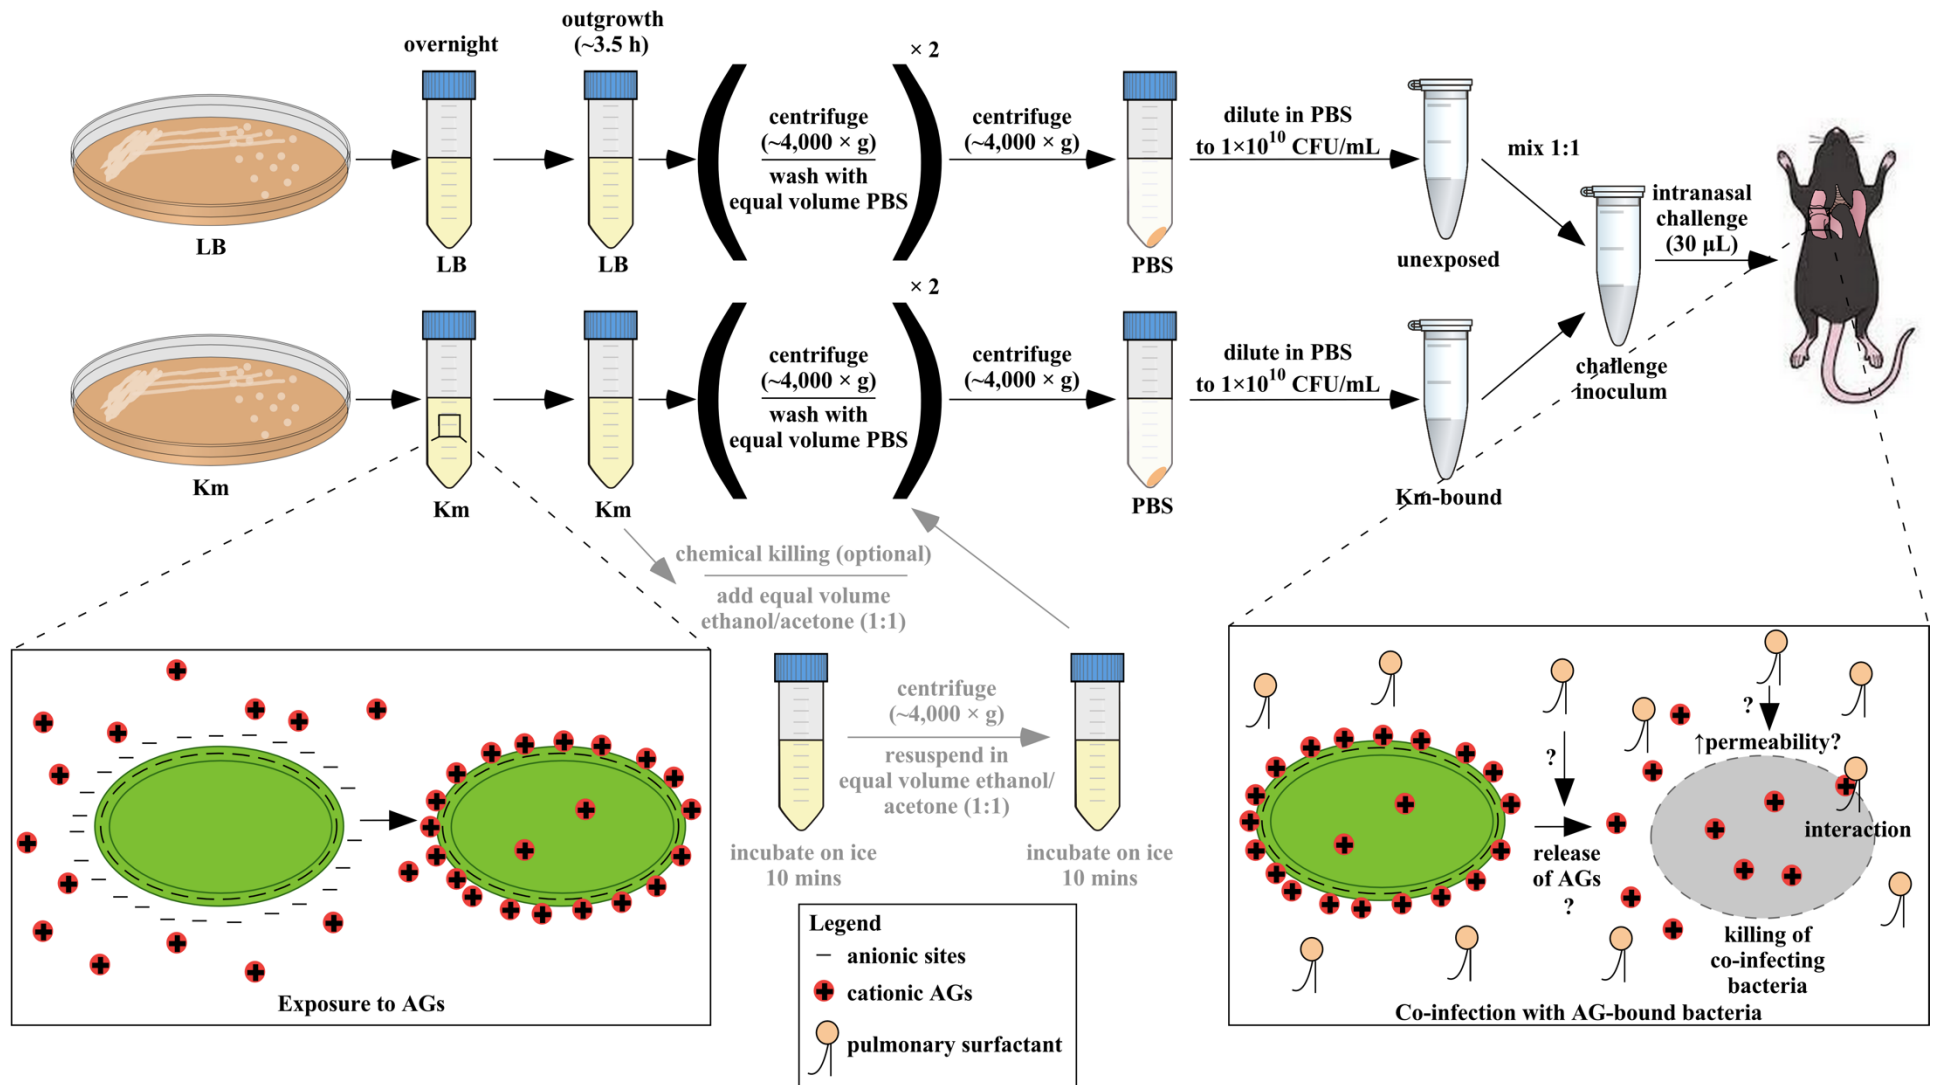 overnight
outgrowth
(~3.5 h)
× 2
centrifuge
(~4,000 × g)
wash with
equal volume PBS
centrifuge
(~4,000 × g)
dilute in PBS
to 1×10¹⁰ CFU/mL
mix 1:1
intranasal
challenge
(30 µL)
LB
LB
LB
PBS
unexposed
challenge
inoculum
× 2
centrifuge
(~4,000 × g)
wash with
equal volume PBS
centrifuge
(~4,000 × g)
dilute in PBS
to 1×10¹⁰ CFU/mL
Km
Km
Km
PBS
Km-bound
chemical killing (optional)
add equal volume
ethanol/acetone (1:1)
centrifuge
(~4,000 × g)
resuspend in
equal volume ethanol/
acetone (1:1)
incubate on ice
10 mins
incubate on ice
10 mins
Exposure to AGs
Legend
anionic sites
cationic AGs
pulmonary surfactant
?
?
↑permeability?
interaction
release
of AGs
?
killing of
co-infecting
bacteria
Co-infection with AG-bound bacteria